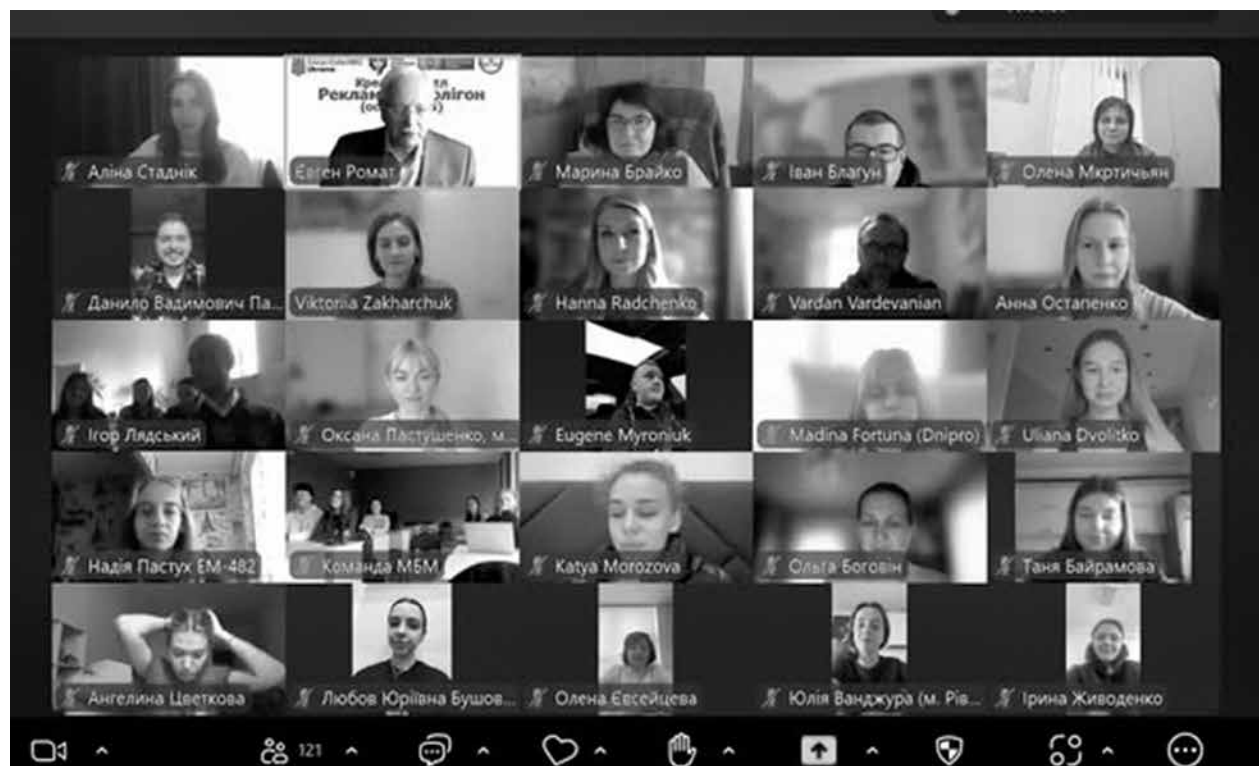 Ukraine
Рекла
олігон
Аліна Стаднік
Євген Ромат
Марина Брайко
Іван Благун
Олена Мкртичьян
Данило Вадимович Па...
Viktoriia Zakharchuk
Hanna Radchenko
Vardan Vardevanian
Анна Остапенко
Ігор Лядський
Оксана Пастушенко, м...
Eugene Myroniuk
Madina Fortuna (Dnipro)
Uliana Dvolitko
Надія Пастух ЕМ-482
Команда МБМ
Katya Morozova
Ольга Боговін
Таня Байрамова
Ангелина Цветкова
Любов Юріївна Бушов...
Олена Євсейцева
Юлія Ванджура (м. Рів...
Ірина Живоденко
121